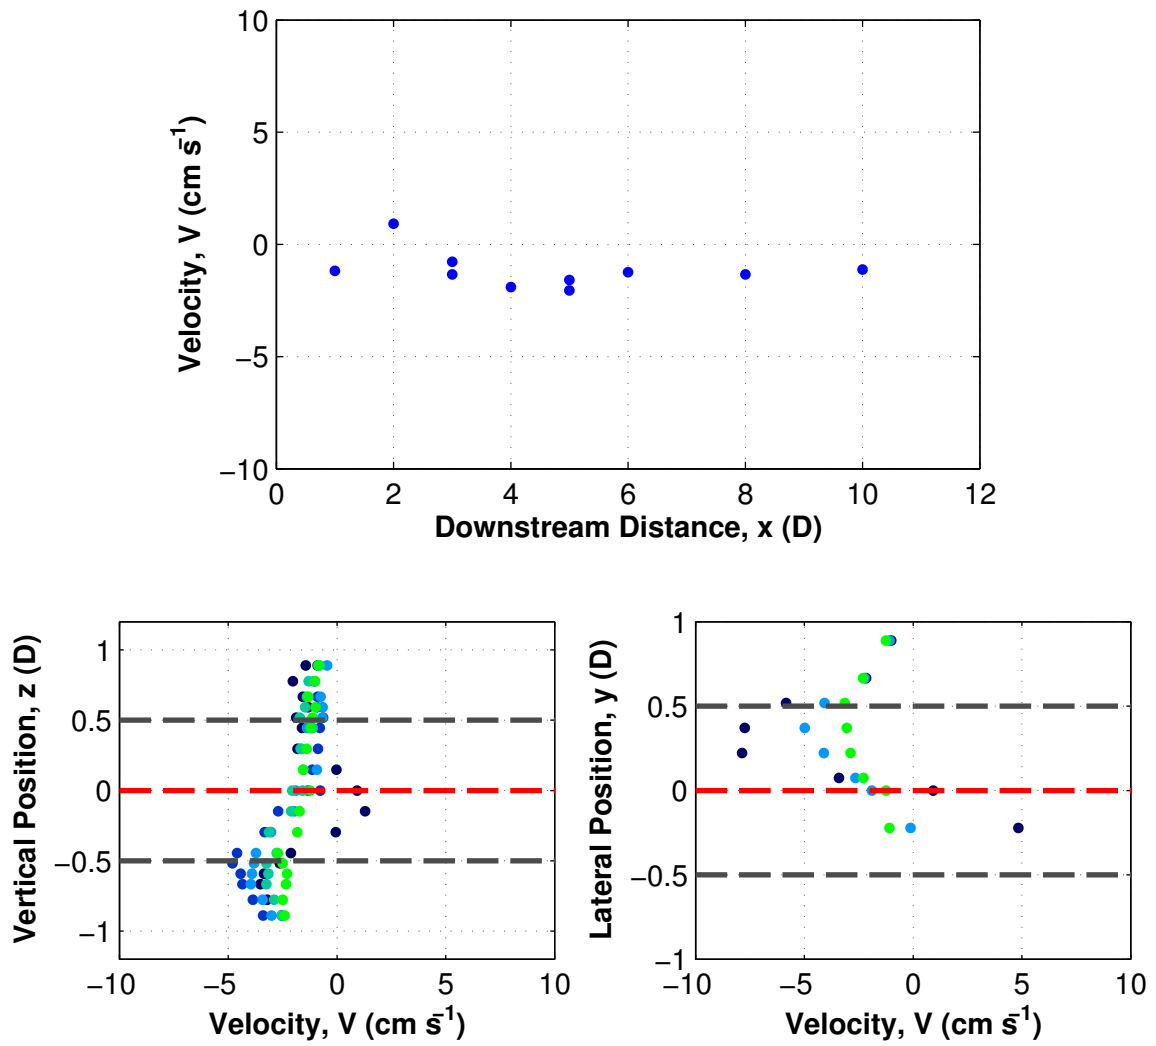 10
5
0
−5
−10
0 2 4 6 8 10 12
Velocity, V (cm s⁻¹)
Downstream Distance, x (D)
1
0.5
0
−0.5
−1
−10 −5 0 5 10
Vertical Position, z (D)
Velocity, V (cm s⁻¹)
1
0.5
0
−0.5
−1
−10 −5 0 5 10
Lateral Position, y (D)
Velocity, V (cm s⁻¹)